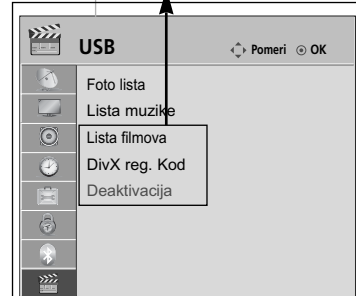 USB
Pomeri OK
Foto lista
Lista muzike
Lista filmova
DivX reg. Kod
Deaktivacija